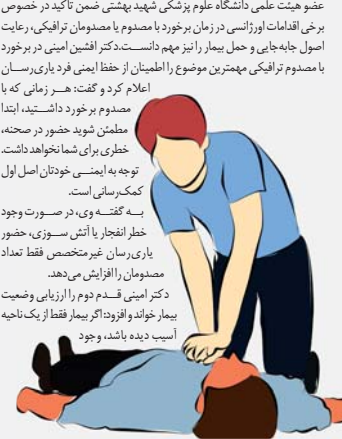 عضو هیئت علمی دانشگاه علوم پزشکی شهید بهشتی ضمن تأکید در خصوص
برخی اقدامات اورژانسی در زمان برخورد با مصدوم یا مصدومان ترافیکی، رعایت
اصول جابه‌جایی و حمل بیمار را نیز مهم دانست.دکتر افشین امینی در برخورد
با مصدوم ترافیکی مهمترین موضوع را اطمینان از حفظ ایمنی فرد یاری‌رسان
اعلام کرد و گفت: هر زمانی که با
مصدوم برخورد داشتید، ابتدا
مطمئن شوید حضور در صحنه،
خطری برای شما نخواهد داشت.
توجه به ایمنی خودتان اصل اول
کمک‌رسانی است.
به گفته وی، در صورت وجود
خطر انفجار یا آتش سوزی، حضور
یاری‌رسان غیرمتخصص فقط تعداد
مصدومان را افزایش می‌دهد.
دکتر امینی قدم دوم را ارزیابی وضعیت
بیمار خواند و افزود: اگر بیمار فقط از یک ناحیه
آسیب دیده باشد، وجود